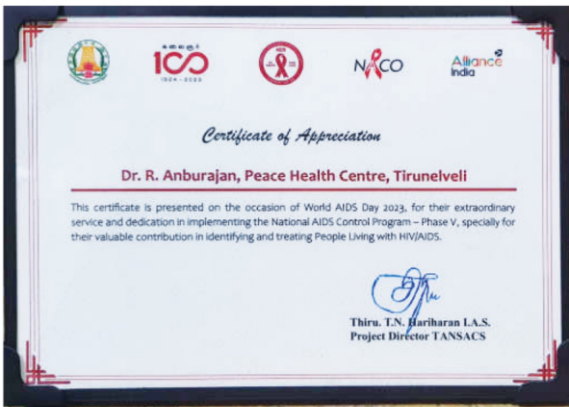 கலைஞர்
100
1924 - 2023
NACO
Alliance
India
Certificate of Appreciation
Dr. R. Anburajan, Peace Health Centre, Tirunelveli
This certificate is presented on the occasion of World AIDS Day 2023, for their extraordinary
service and dedication in implementing the National AIDS Control Program – Phase V, specially for
their valuable contribution in identifying and treating People Living with HIV/AIDS.
Thiru. T.N. Hariharan I.A.S.
Project Director TANSACS